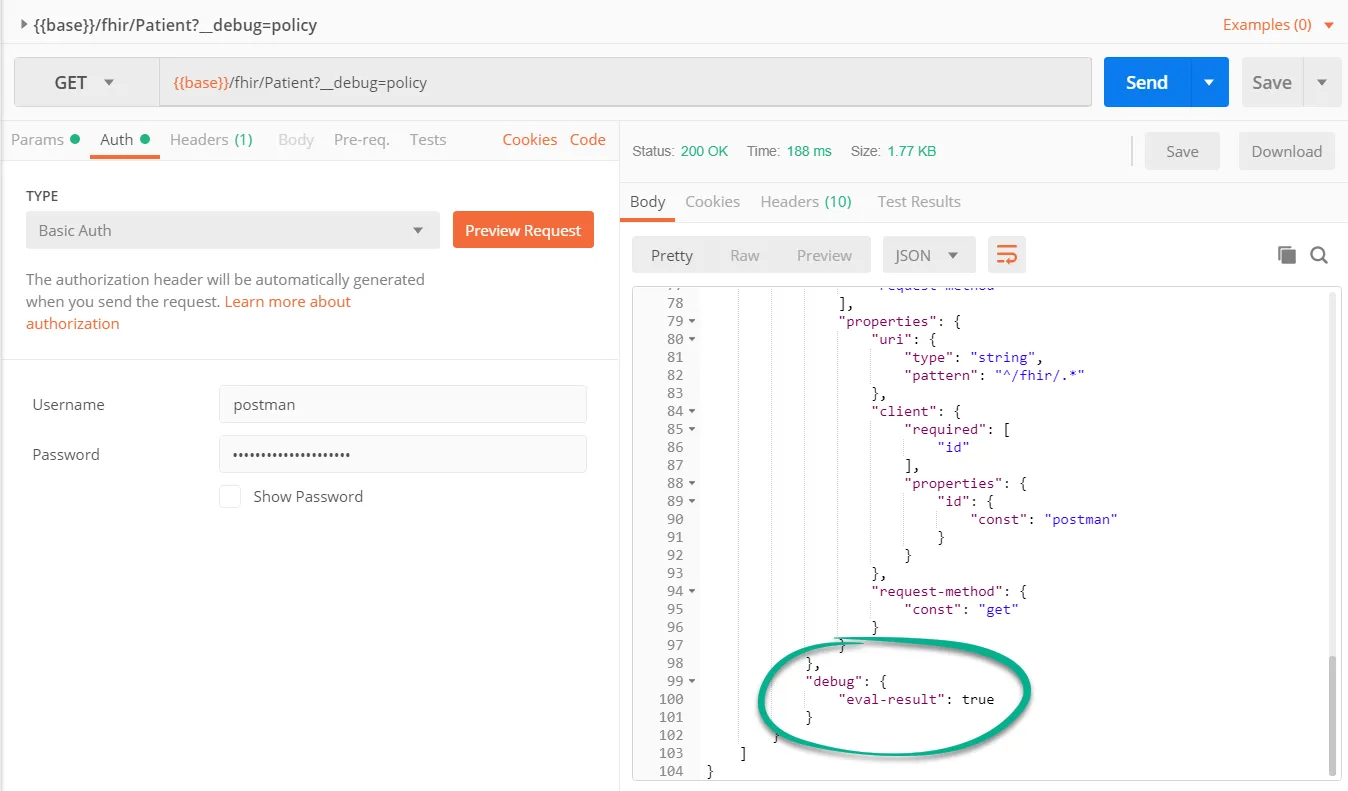 {{base}}/fhir/Patient?__debug=policy
Examples (0)
GET
{{base}}/fhir/Patient?__debug=policy
Send
Save
Params
Auth
Headers (1)
Body
Pre-req.
Tests
Cookies
Code
TYPE
Basic Auth
Preview Request
The authorization header will be automatically generated
when you send the request. Learn more about
authorization
Username
postman
Password
•••••••••••••••••••••
Show Password
Status: 200 OK
Time: 188 ms
Size: 1.77 KB
Save
Download
Body
Cookies
Headers (10)
Test Results
Pretty
Raw
Preview
JSON
77 "request-method"
78 ],
79 "properties": {
80 "uri": {
81 "type": "string",
82 "pattern": "^/fhir/.*"
83 },
84 "client": {
85 "required": [
86 "id"
87 ],
88 "properties": {
89 "id": {
90 "const": "postman"
91 }
92 }
93 },
94 "request-method": {
95 "const": "get"
96 }
97 }
98 },
99 "debug": {
100 "eval-result": true
101 }
102 }
103 ]
104 }